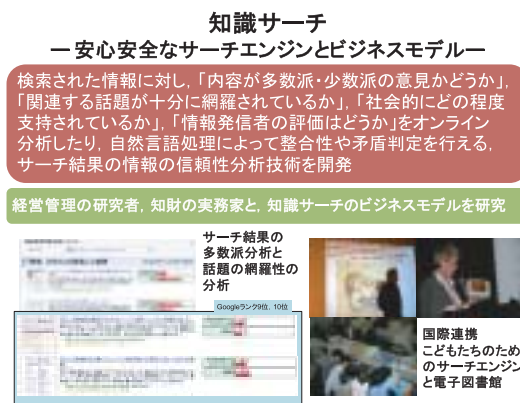 知識サーチ
―安心安全なサーチエンジンとビジネスモデル―
検索された情報に対し，「内容が多数派・少数派の意見かどうか」，
「関連する話題が十分に網羅されているか」，「社会的にどの程度
支持されているか」，「情報発信者の評価はどうか」をオンライン
分析したり，自然言語処理によって整合性や矛盾判定を行える，
サーチ結果の情報の信頼性分析技術を開発
経営管理の研究者，知財の実務家と，知識サーチのビジネスモデルを研究
サーチ結果の
多数派分析と
話題の網羅性の
分析
Googleランク9位，10位
国際連携
こどもたちのため
のサーチエンジン
と電子図書館